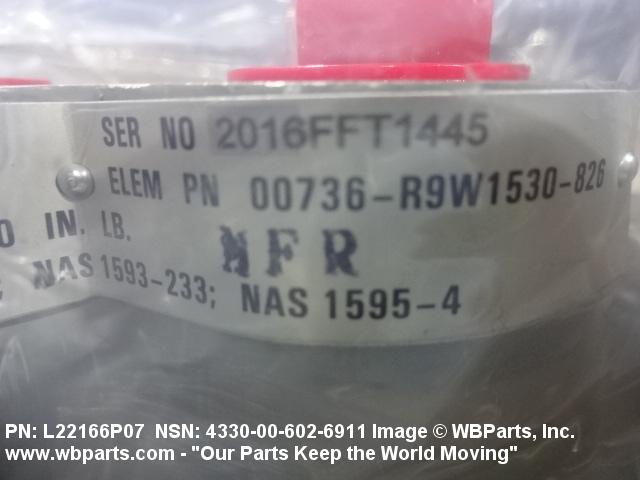 SER NO 2016FFT1445
ELEM PN 00736-R9W1530-826
IN. LB.
MFR
NAS 1593-233; NAS 1595-4
PN: L22166P07 NSN: 4330-00-602-6911 Image © WBParts, Inc.
www.wbparts.com - "Our Parts Keep the World Moving"